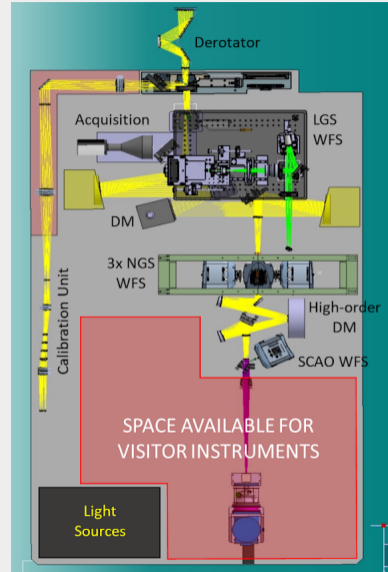 Derotator
Acquisition
LGS
WFS
DM
3x NGS
WFS
High-order
DM
Calibration Unit
SCAO WFS
SPACE AVAILABLE FOR
VISITOR INSTRUMENTS
Light
Sources